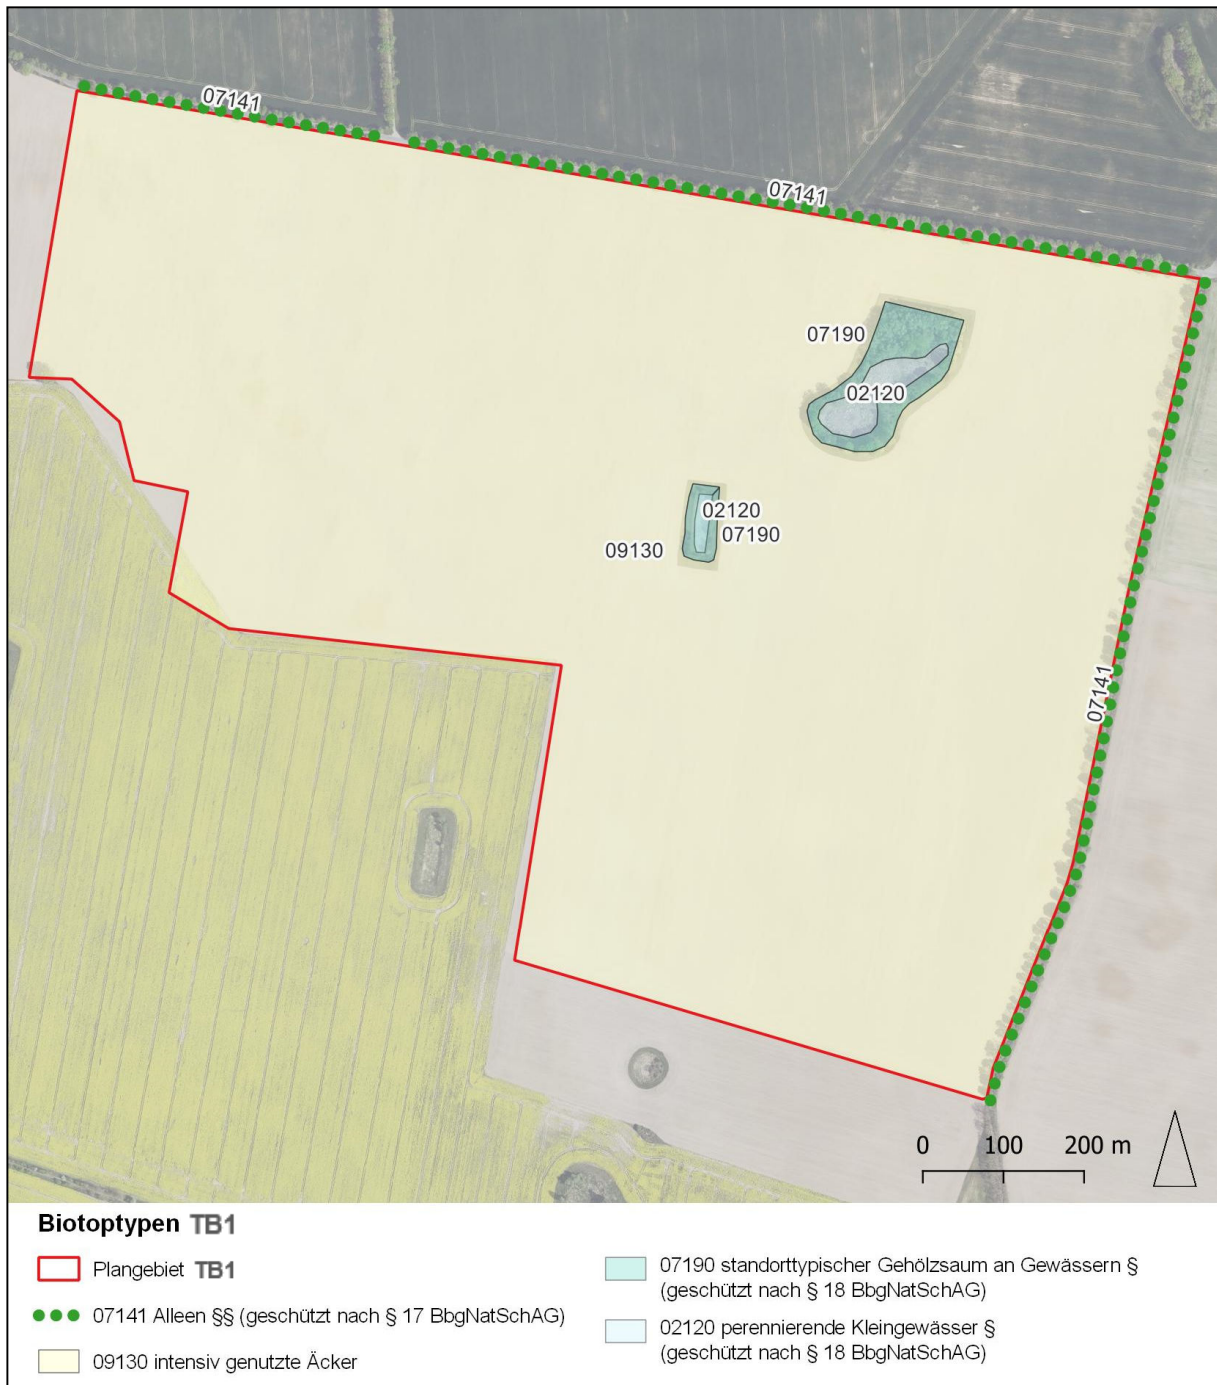 07141
07141
07190
02120
02120
07190
09130
07141
0 100 200 m
Biotoptypen TB1
Plangebiet TB1
07141 Alleen §§ (geschützt nach § 17 BbgNatSchAG)
09130 intensiv genutzte Äcker
07190 standorttypischer Gehölzsaum an Gewässern §
(geschützt nach § 18 BbgNatSchAG)
02120 perennierende Kleingewässer §
(geschützt nach § 18 BbgNatSchAG)